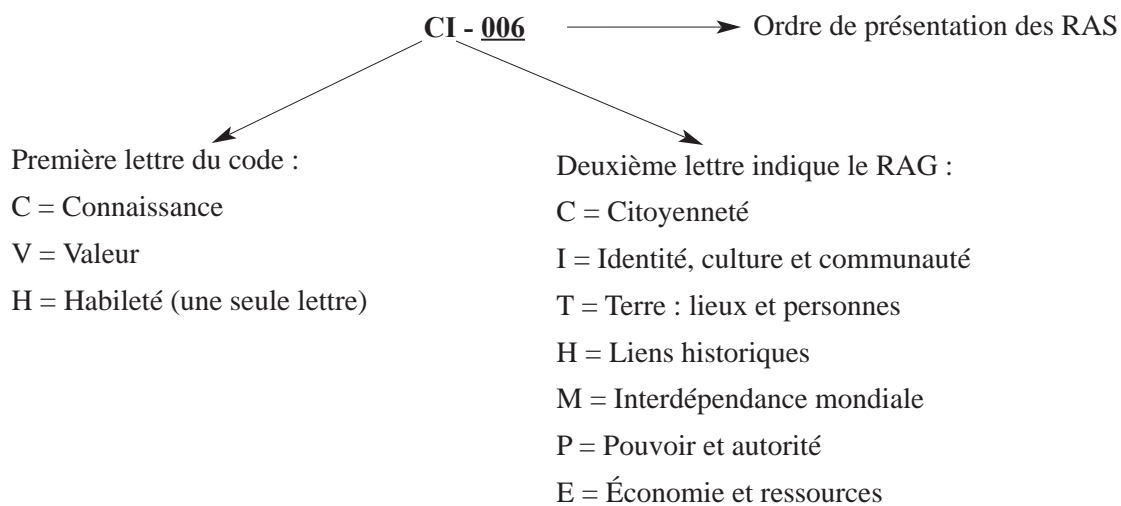 CI - 006
Ordre de présentation des RAS
Première lettre du code :
C = Connaissance
V = Valeur
H = Habileté (une seule lettre)
Deuxième lettre indique le RAG :
C = Citoyenneté
I = Identité, culture et communauté
T = Terre : lieux et personnes
H = Liens historiques
M = Interdépendance mondiale
P = Pouvoir et autorité
E = Économie et ressources